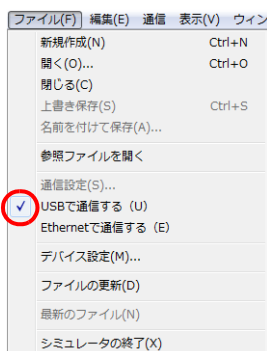 ファイル(F) 編集(E) 通信 表示(V) ウィン
新規作成(N) Ctrl+N
開く(O)... Ctrl+O
閉じる(C)
上書き保存(S) Ctrl+S
名前を付けて保存(A)...
参照ファイルを開く
通信設定(S)...
✓ USBで通信する（U）
Ethernetで通信する（E）
デバイス設定(M)...
ファイルの更新(D)
最新のファイル(N)
シミュレータの終了(X)